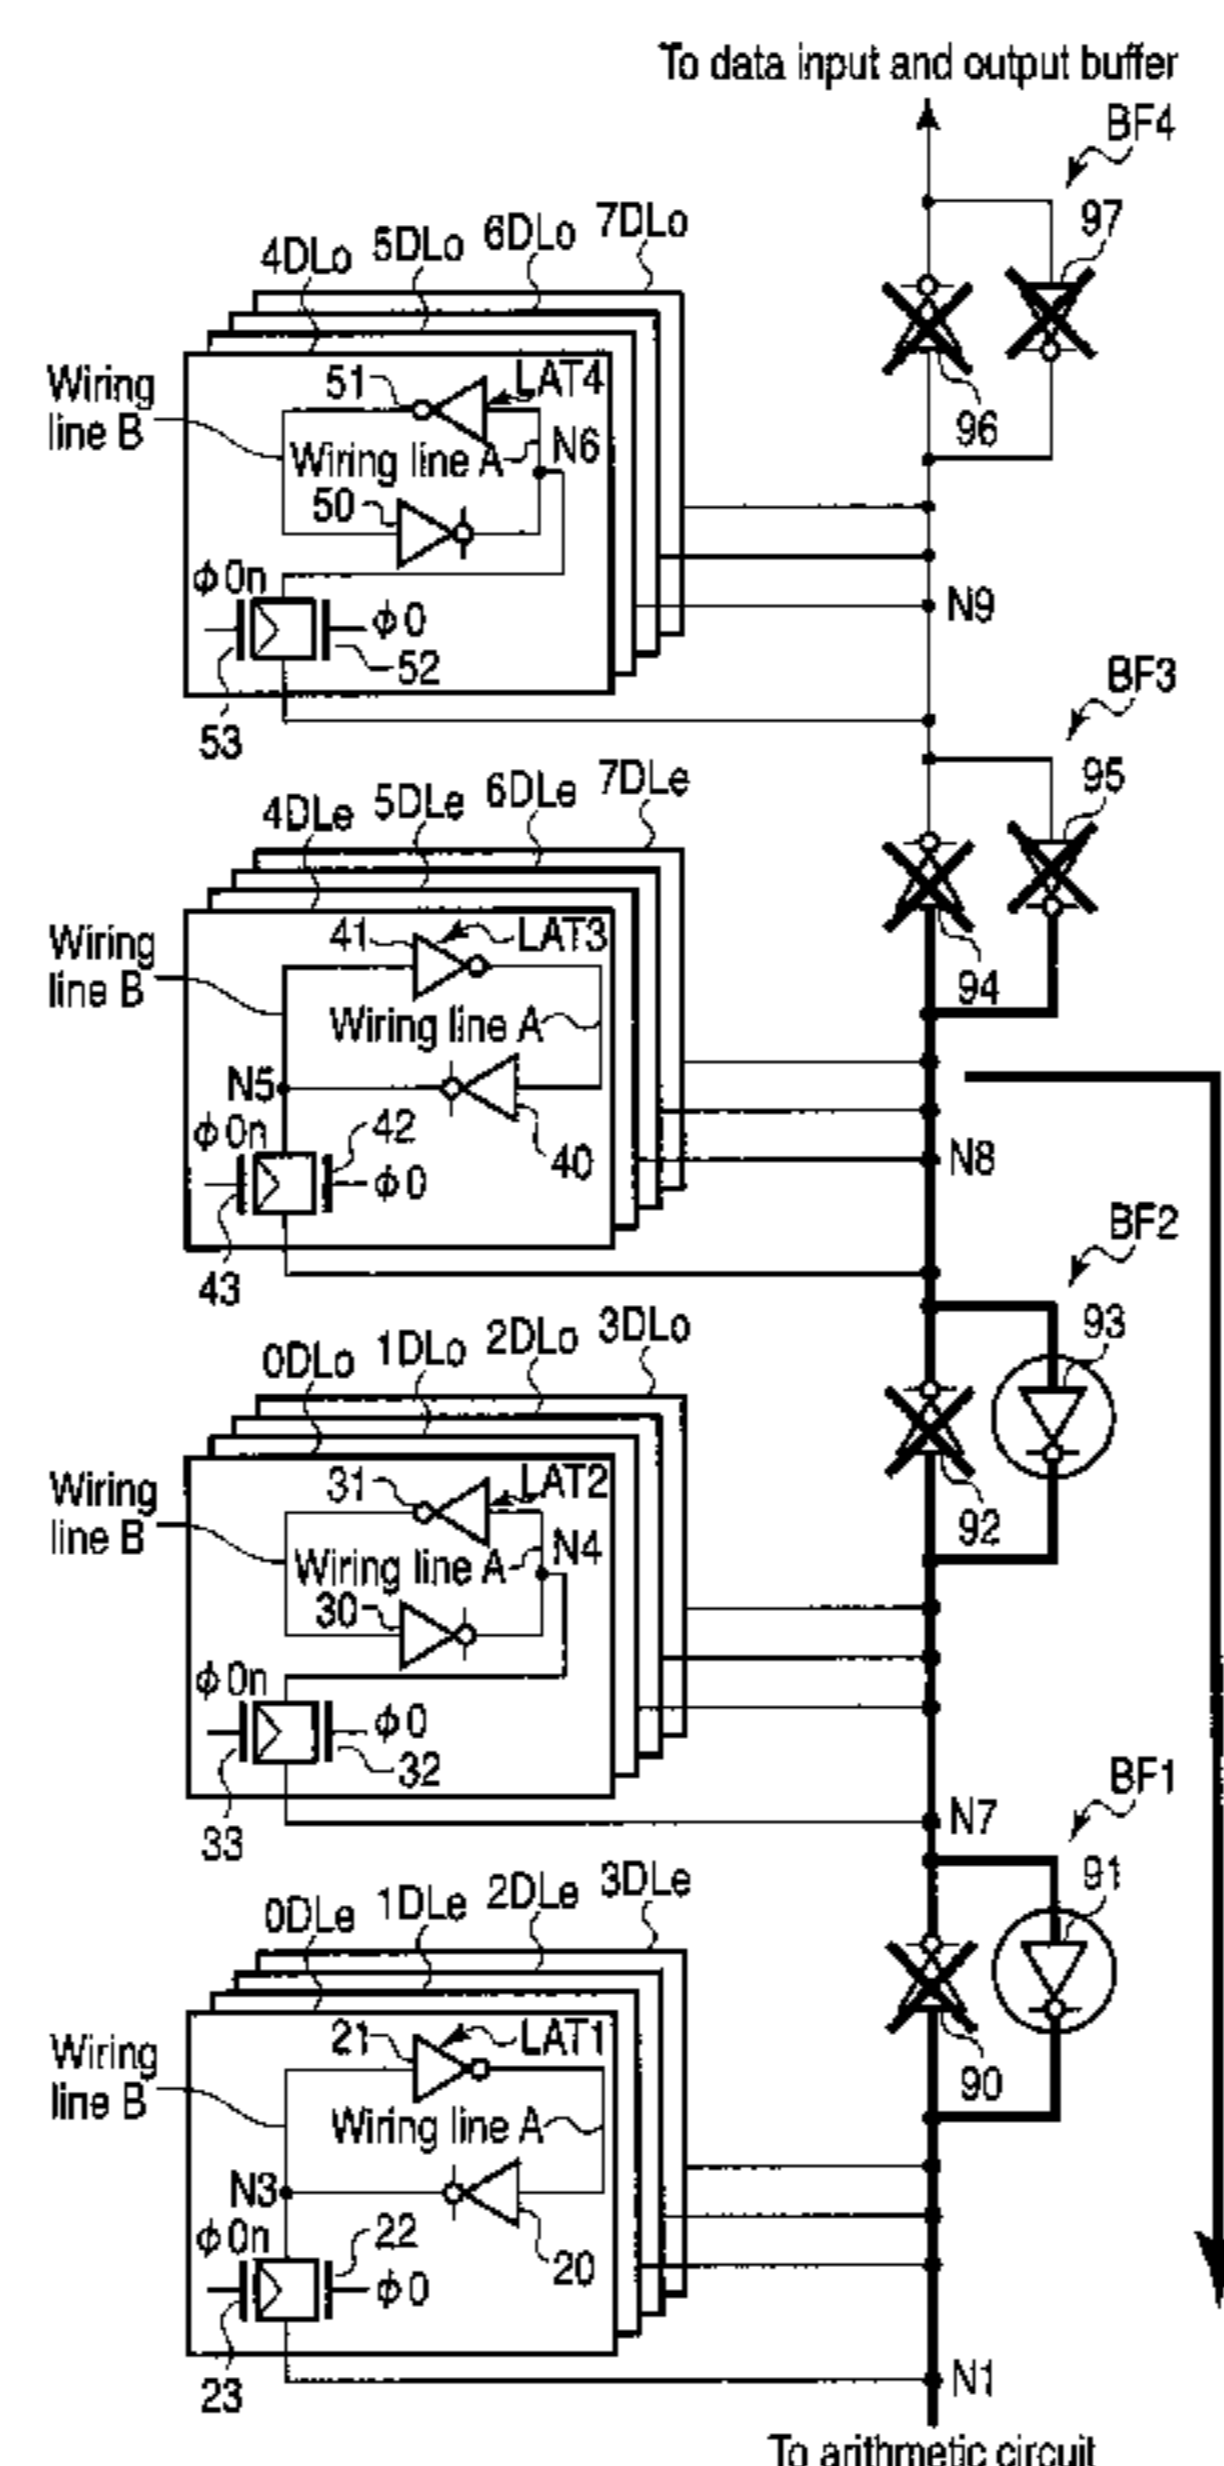 To data input and output buffer
BF4
97
96
4DLo 5DLo 6DLo 7DLo
Wiring
line B
51
LAT4
Wiring line A
N6
50
ϕ0n
ϕ0
52
53
N9
BF3
95
94
4DLe 5DLe 6DLe 7DLe
Wiring
line B
41
LAT3
Wiring line A
N5
ϕ0n
42
ϕ0
40
43
N8
BF2
93
92
0DLo 1DLo 2DLo 3DLo
Wiring
line B
31
LAT2
Wiring line A
N4
30
ϕ0n
ϕ0
32
33
N7
BF1
91
90
0DLe 1DLe 2DLe 3DLe
Wiring
line B
21
LAT1
Wiring line A
N3
ϕ0n
22
ϕ0
20
23
N1
To arithmetic circuit